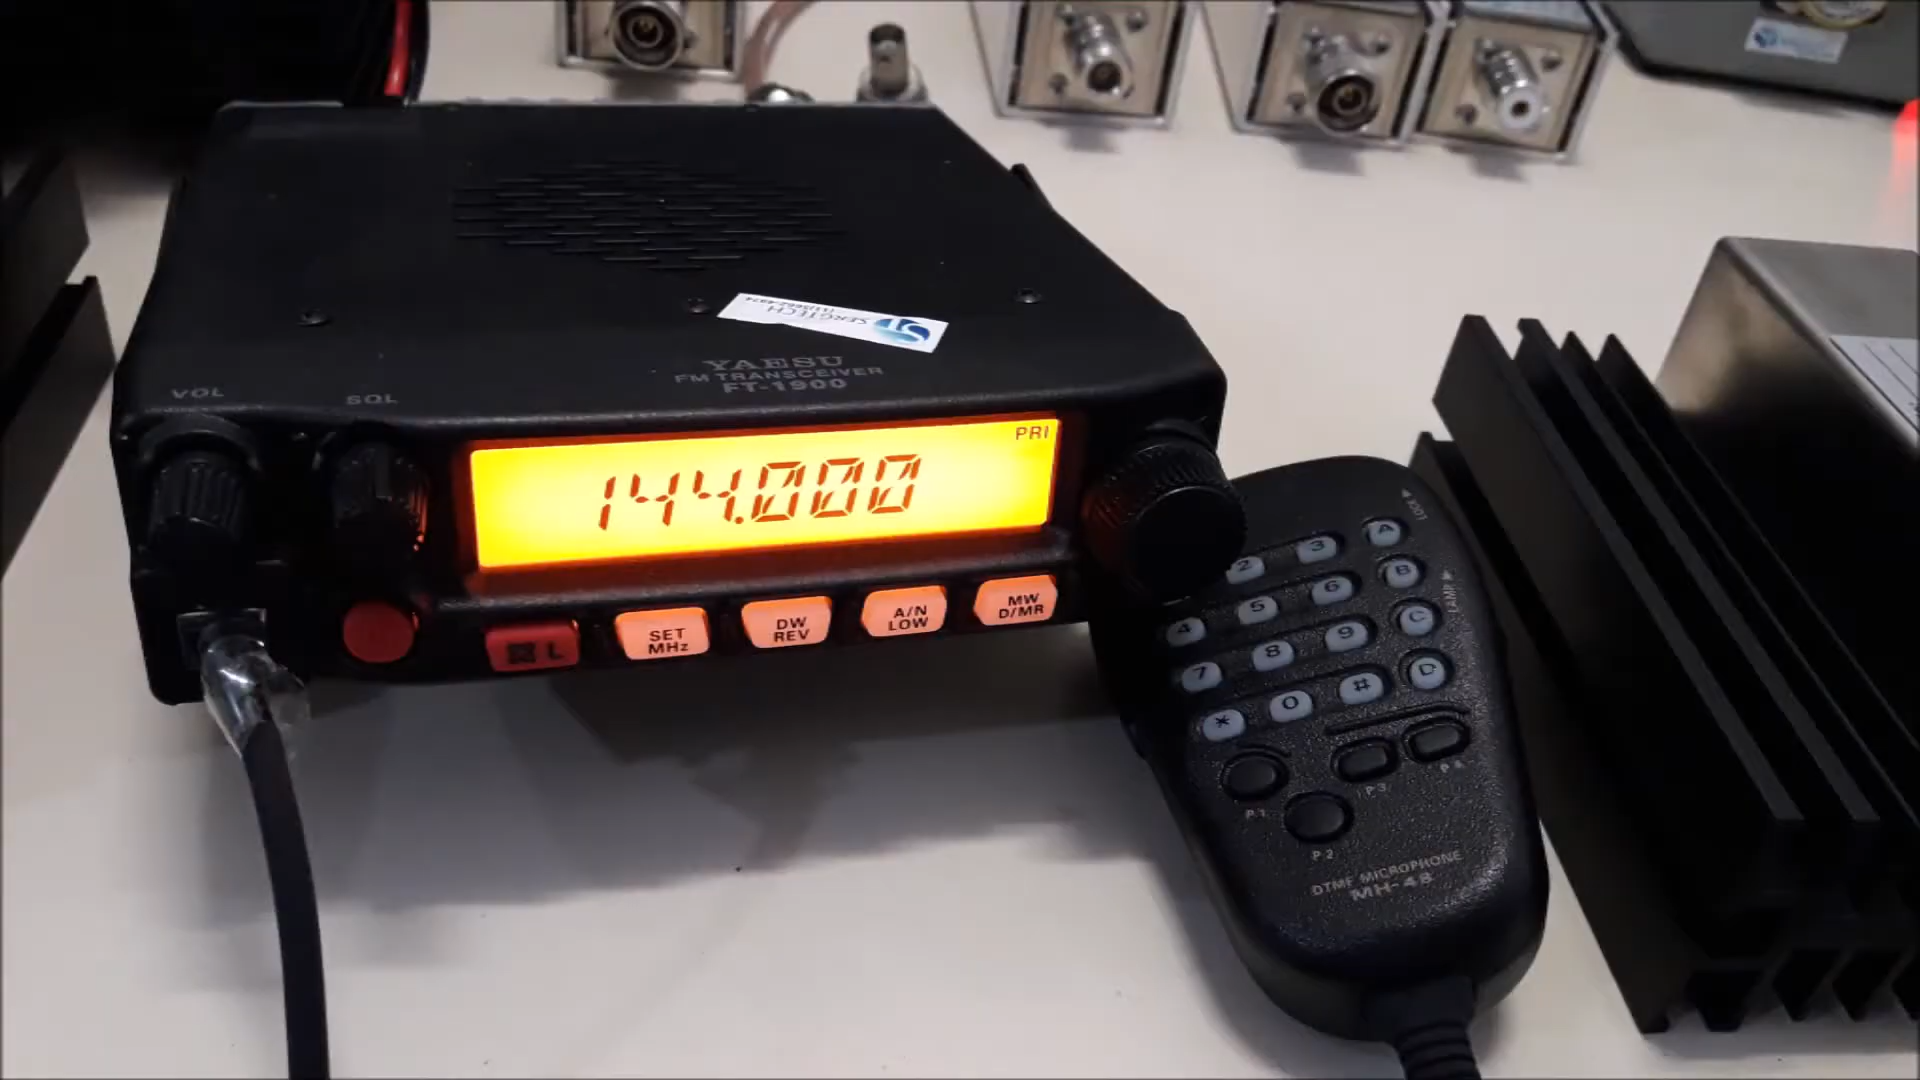 SERGTECH
YAESU
FM TRANSCEIVER
FT-1900
VOL
SQL
PRI
144.000
SET
MHz
DW
REV
A/N
LOW
MW
D/MR
LOCK
LAMP
2
3
A
4
5
6
B
7
8
9
C
*
0
#
D
P1
P2
P3
P4
DTMF MICROPHONE
MH-48